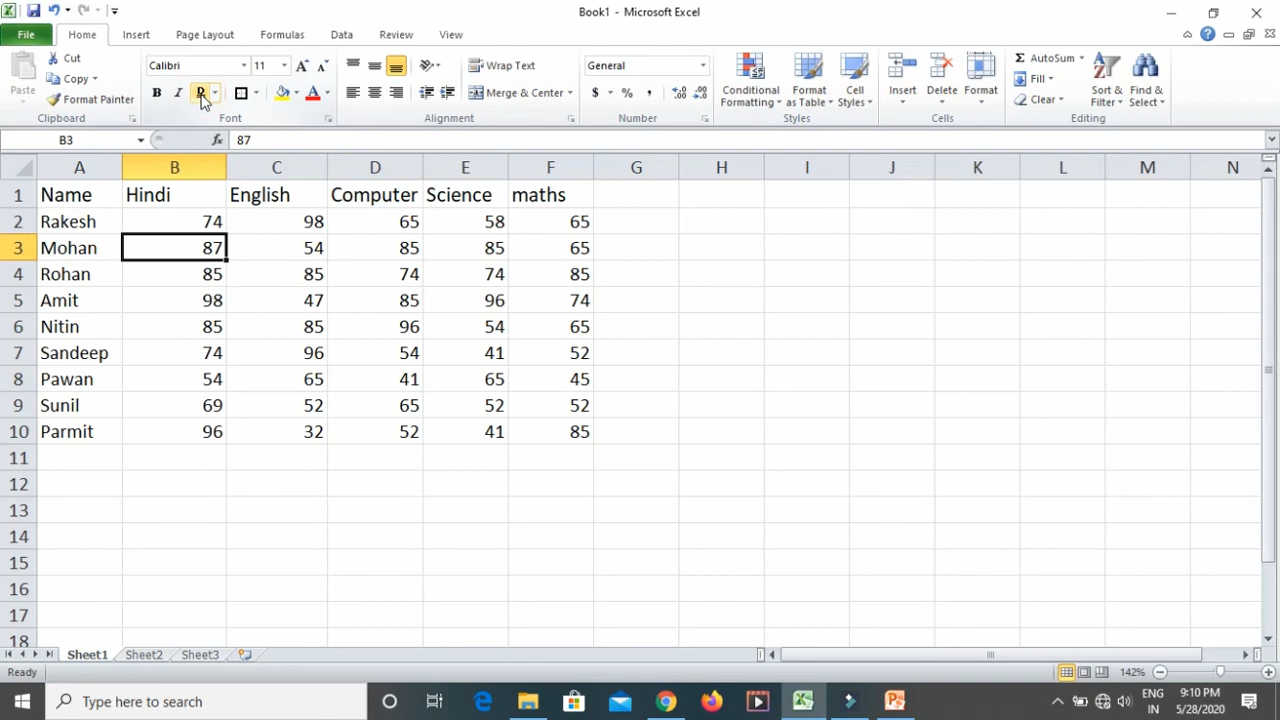 Book1 - Microsoft Excel
File Home Insert Page Layout Formulas Data Review View
Paste Cut Copy Format Painter Clipboard
Calibri 11 B I Font
Wrap Text Merge & Center Alignment
General $ % , Number
Conditional Formatting Format as Table Cell Styles Styles
Insert Delete Format Cells
AutoSum Fill Clear Sort & Filter Find & Select Editing
B3 fx 87
A B C D E F G H I J K L M N
1 Name Hindi English Computer Science maths
2 Rakesh 74 98 65 58 65
3 Mohan 87 54 85 85 65
4 Rohan 85 85 74 74 85
5 Amit 98 47 85 96 74
6 Nitin 85 85 96 54 65
7 Sandeep 74 96 54 41 52
8 Pawan 54 65 41 65 45
9 Sunil 69 52 65 52 52
10 Parmit 96 32 52 41 85
11
12
13
14
15
16
17
18
Sheet1 Sheet2 Sheet3
Ready 142%
Type here to search
ENG IN
9:10 PM
5/28/2020